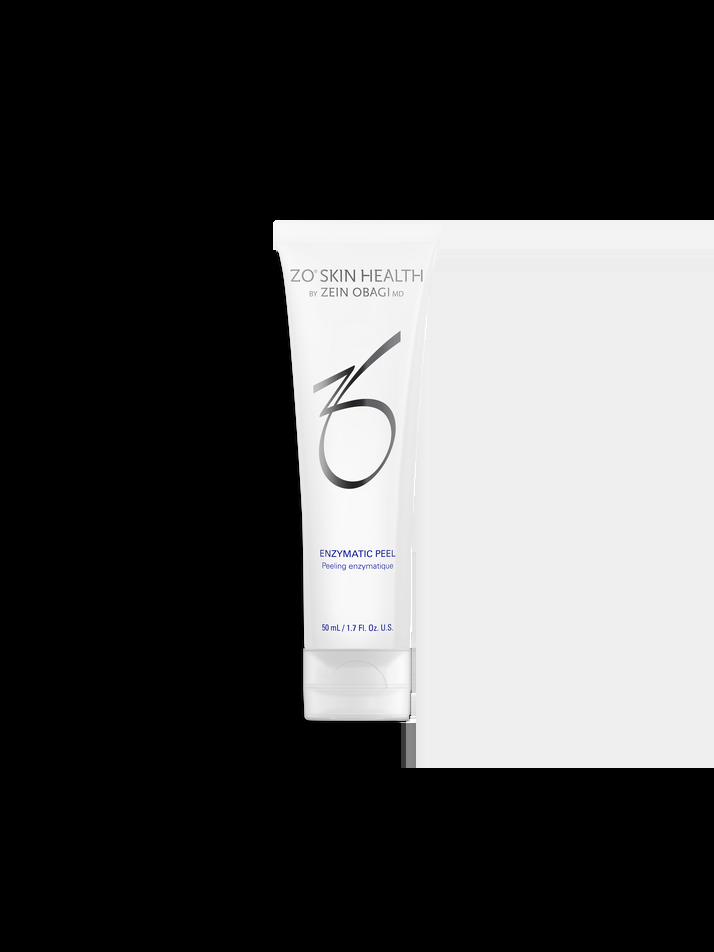 ZO® SKIN HEALTH
BY ZEIN OBAGI MD
ZO
ENZYMATIC PEEL
Peeling enzymatique
50 mL / 1.7 Fl. Oz. U.S.